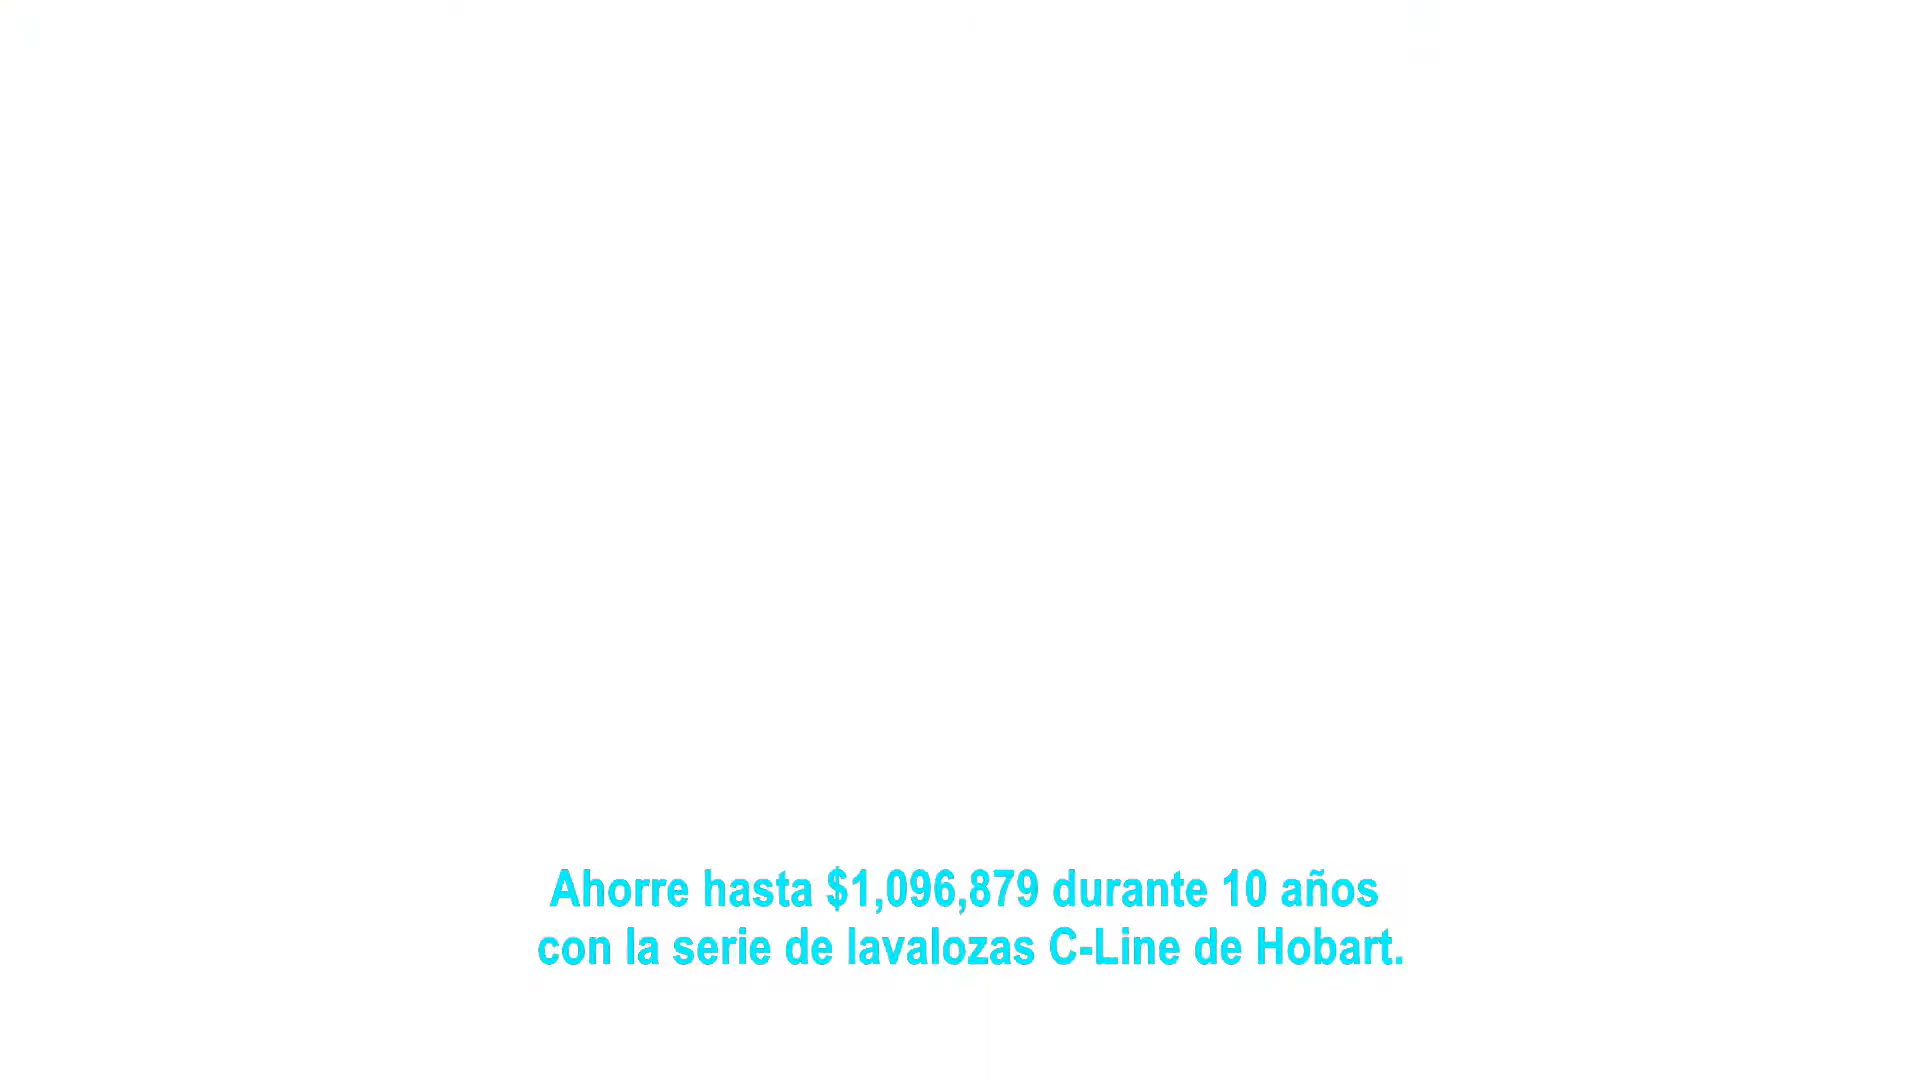 Ahorre hasta $1,096,879 durante 10 años
con la serie de lavalozas C-Line de Hobart.